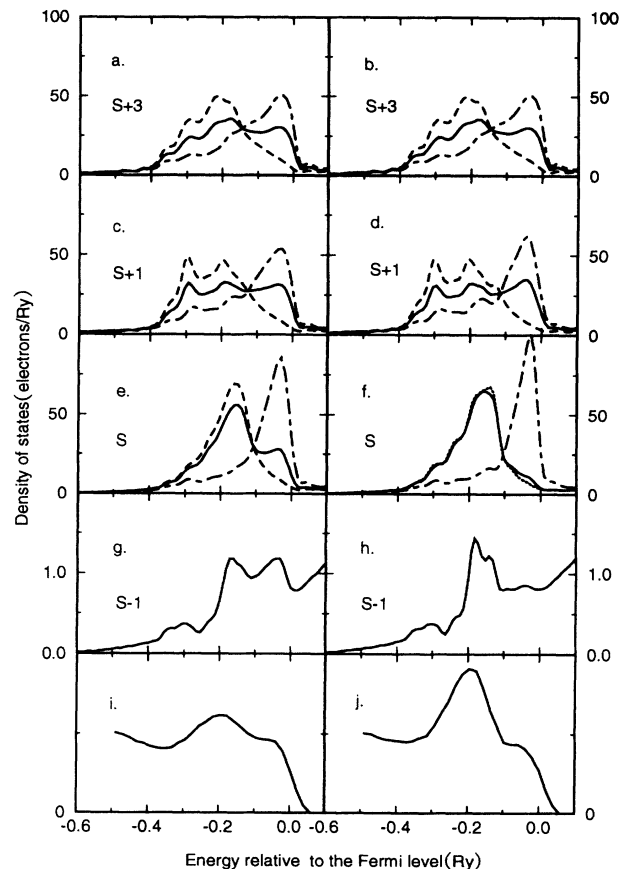 100 100
a. b.
S+3 S+3
50 50
0 0
c. d.
S+1 S+1
50 50
0 0
e. f.
S S
50 50
0 0
g. h.
1.0 1.0
S-1 S-1
0.0 0.0
i. j.
0 0
-0.6 -0.4 -0.2 0.0 -0.6 -0.4 -0.2 0.0
Density of states(electrons/Ry)
Energy relative to the Fermi level(Ry)